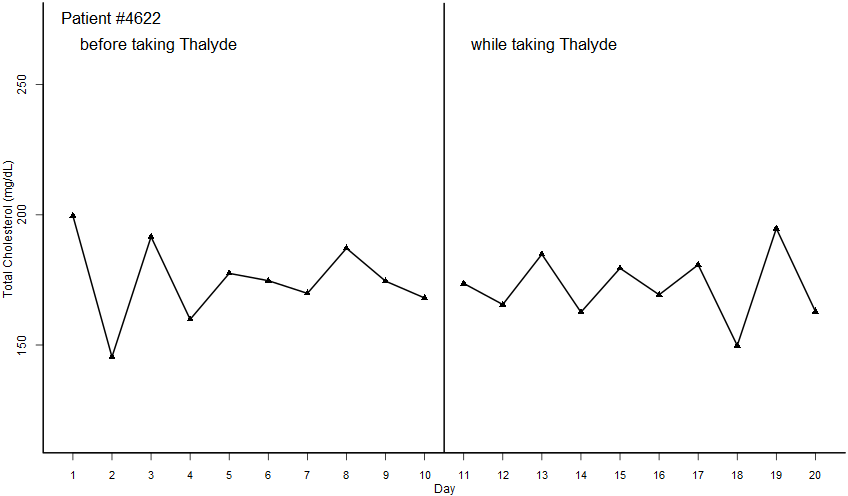 Patient #4622
before taking Thalyde
while taking Thalyde
Total Cholesterol (mg/dL)
250
200
150
1 2 3 4 5 6 7 8 9 10 11 12 13 14 15 16 17 18 19 20
Day